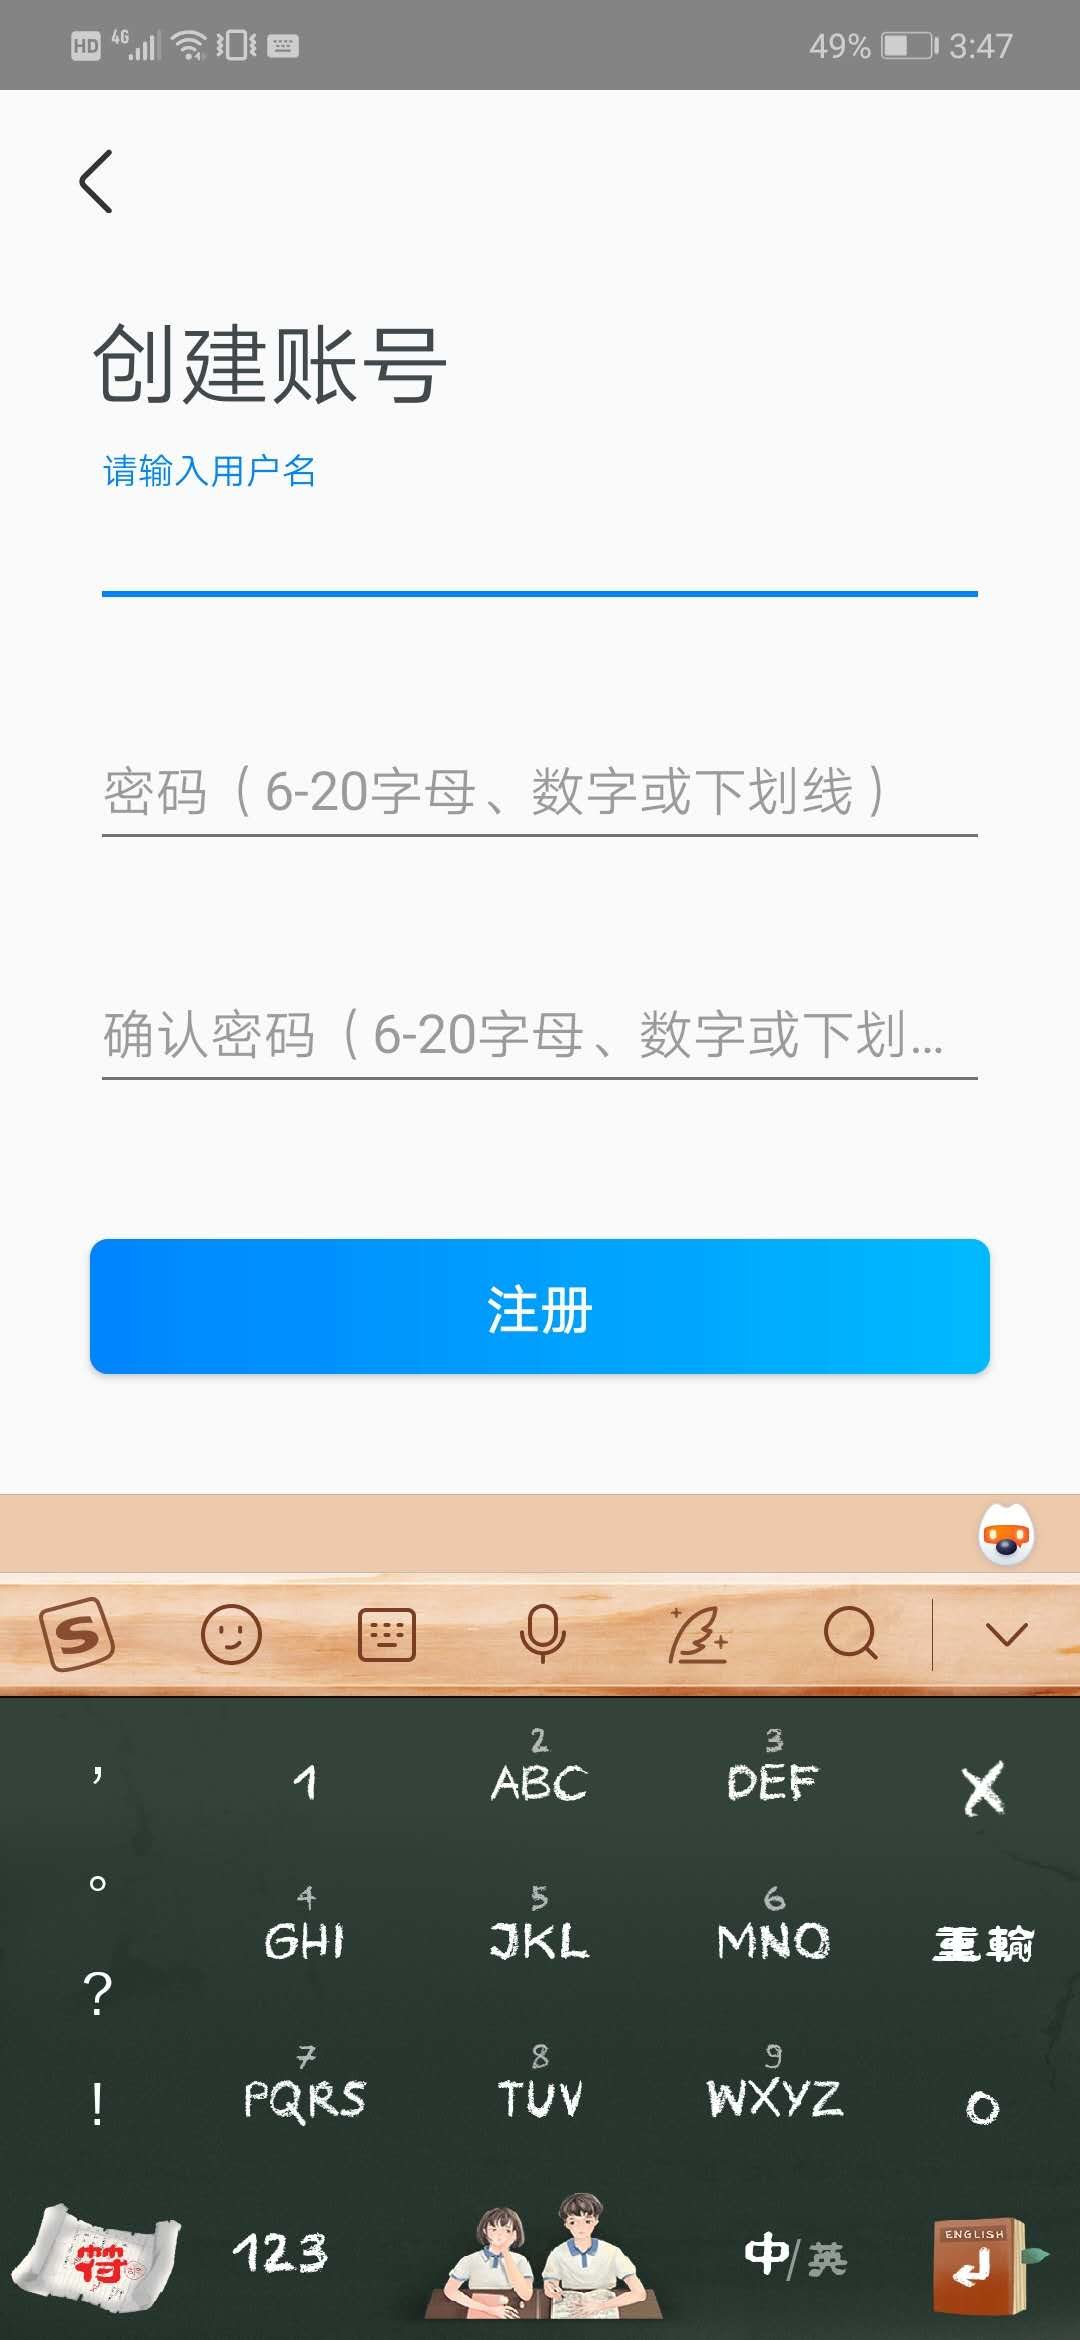 HD 4G 49% 3:47
创建账号
请输入用户名
密码（6-20字母、数字或下划线）
确认密码（6-20字母、数字或下划...
注册
S
, 1 2 ABC 3 DEF X
。 4 GHI 5 JKL 6 MNO 重輸
? 7 PQRS 8 TUV 9 WXYZ 0
!
符 123 中/英 ENGLISH